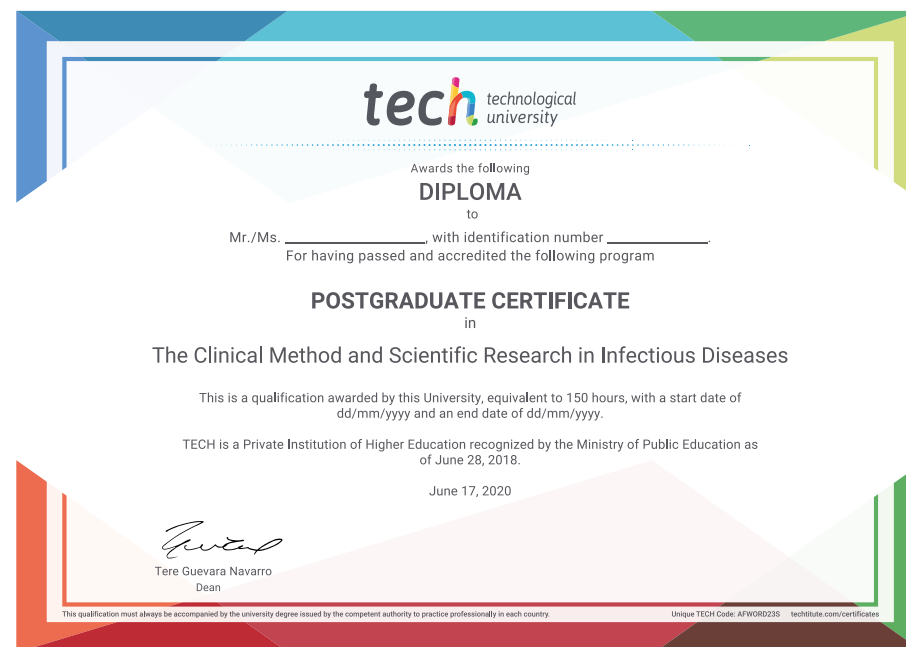 tech technological
university
Awards the following
DIPLOMA
to
Mr./Ms. ____________________, with identification number ______________.
For having passed and accredited the following program
POSTGRADUATE CERTIFICATE
in
The Clinical Method and Scientific Research in Infectious Diseases
This is a qualification awarded by this University, equivalent to 150 hours, with a start date of
dd/mm/yyyy and an end date of dd/mm/yyyy.
TECH is a Private Institution of Higher Education recognized by the Ministry of Public Education as
of June 28, 2018.
June 17, 2020
Tere Guevara Navarro
Dean
This qualification must always be accompanied by the university degree issued by the competent authority to practice professionally in each country. Unique TECH Code: AFWORD23S techtitute.com/certificates